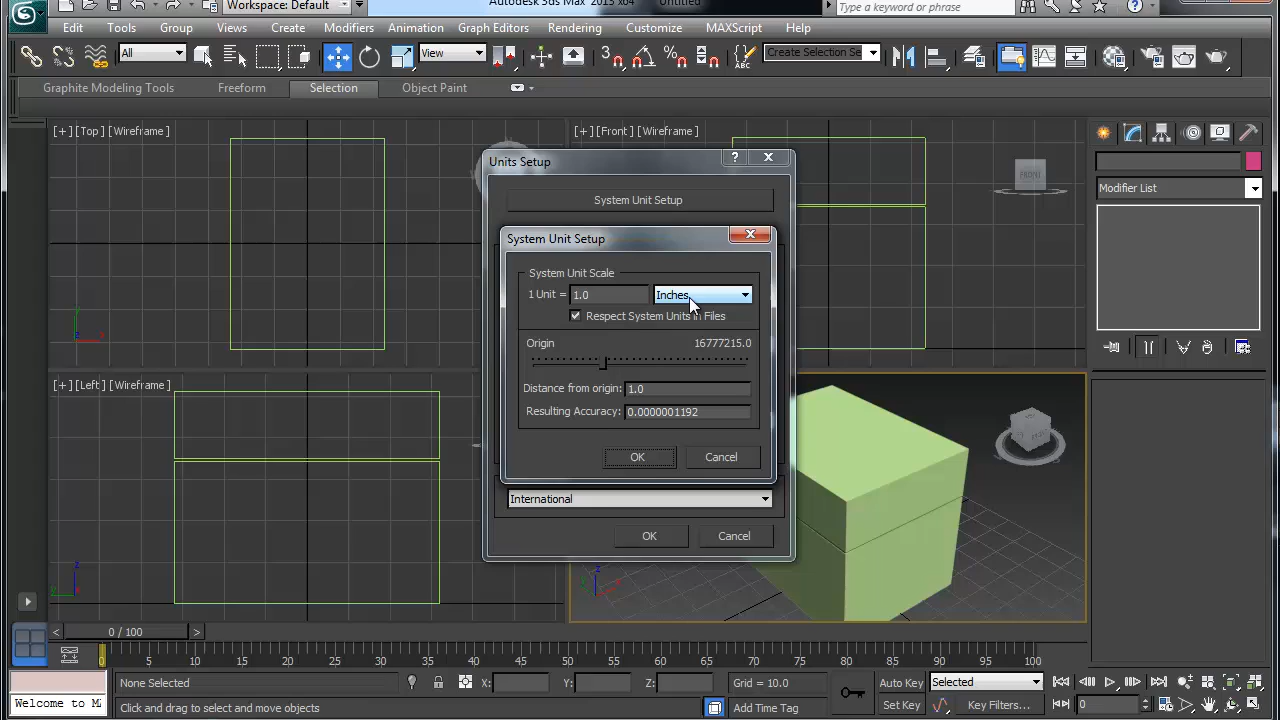 Workspace: Default
Autodesk 3ds Max 2015 x64
Untitled
Type a keyword or phrase
Edit Tools Group Views Create Modifiers Animation Graph Editors Rendering Customize MAXScript Help
All
View
Create Selection Se
Graphite Modeling Tools Freeform Selection Object Paint
[+] [Top] [Wireframe]
[+] [Front] [Wireframe]
FRONT
Modifier List
Units Setup
System Unit Setup
System Unit Setup
System Unit Scale
1 Unit = 1.0 Inches
Respect System Units in Files
Origin 16777215.0
Distance from origin: 1.0
Resulting Accuracy: 0.0000001192
OK Cancel
International
OK Cancel
[+] [Left] [Wireframe]
y
z
x
z
y
z
x
0 / 100
0 5 10 15 20 25 30 35 40 45 50 55 60 65 70 75 80 85 90 95 100
None Selected
X: Y: Z:
Grid = 10.0
Auto Key Selected
Welcome to M
Click and drag to select and move objects
Add Time Tag
Set Key Key Filters... 0